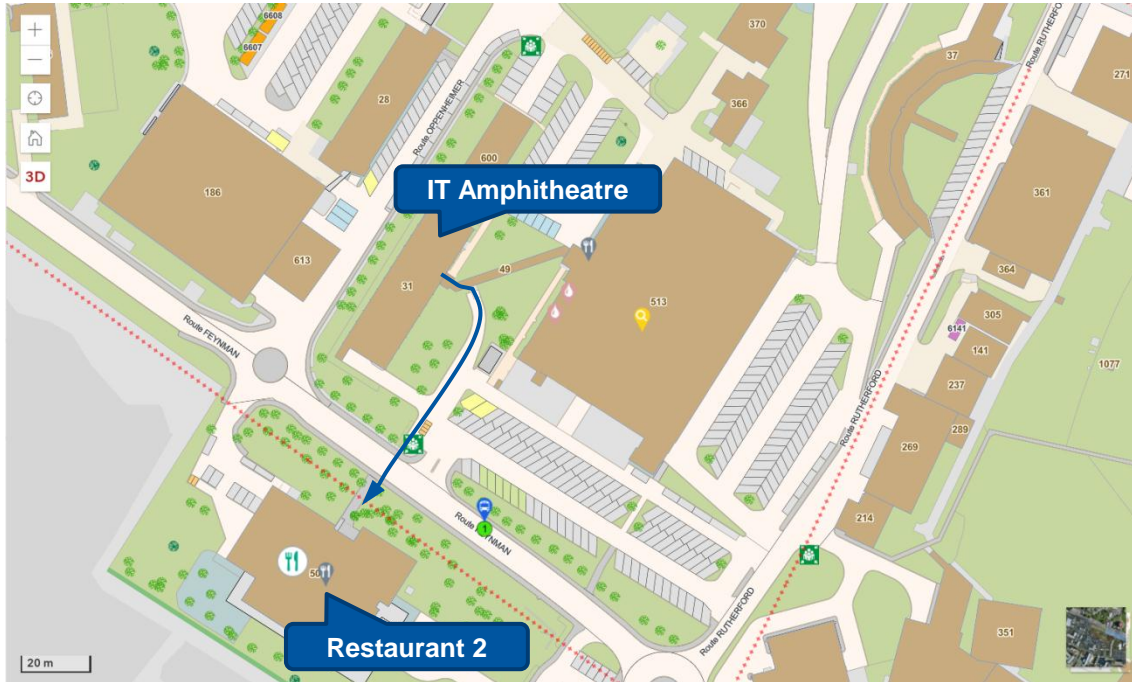 6608
6607
370
37
271
28
Route OPPENHEIMER
366
Route RUTHERFORD
600
3D
IT Amphitheatre
186
361
613
49
364
31
513
305
6141
141
Route FEYNMAN
237
1077
Route RUTHERFORD
289
269
214
1
Route FEYNMAN
Route RUTHERFORD
351
Restaurant 2
20 m